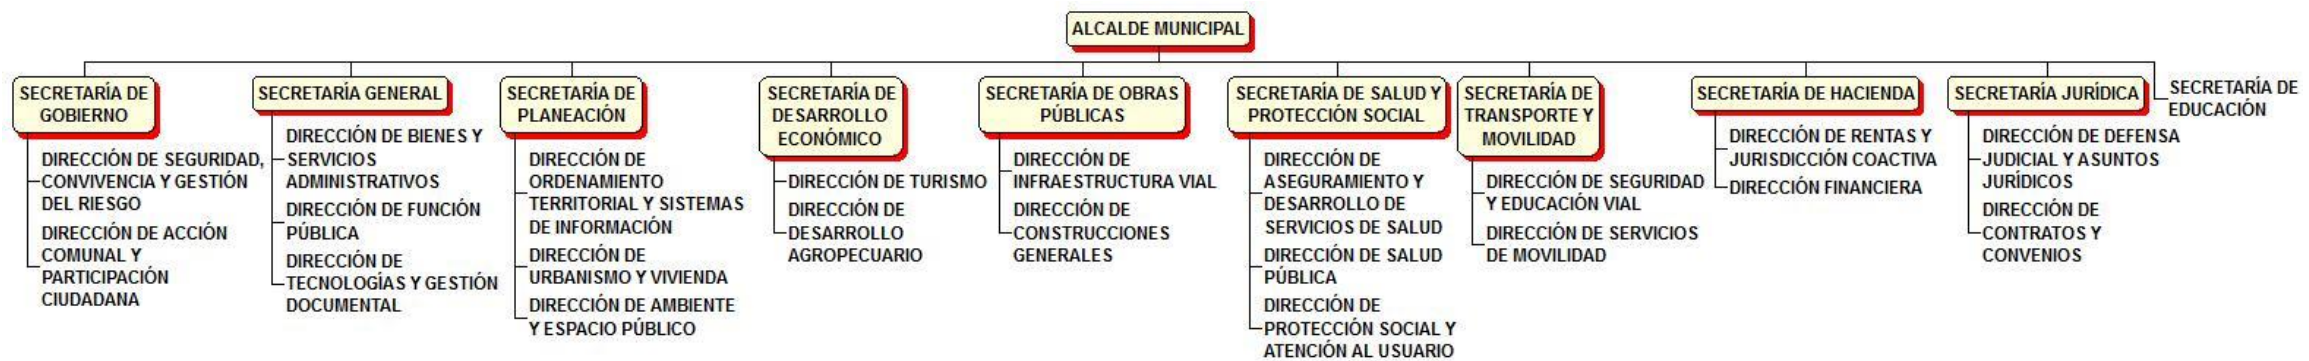 ALCALDE MUNICIPAL
SECRETARÍA DE
GOBIERNO
DIRECCIÓN DE SEGURIDAD,
CONVIVENCIA Y GESTIÓN
DEL RIESGO
DIRECCIÓN DE ACCIÓN
COMUNAL Y
PARTICIPACIÓN
CIUDADANA
SECRETARÍA GENERAL
DIRECCIÓN DE BIENES Y
SERVICIOS
ADMINISTRATIVOS
DIRECCIÓN DE FUNCIÓN
PÚBLICA
DIRECCIÓN DE
TECNOLOGÍAS Y GESTIÓN
DOCUMENTAL
SECRETARÍA DE
PLANEACIÓN
DIRECCIÓN DE
ORDENAMIENTO
TERRITORIAL Y SISTEMAS
DE INFORMACIÓN
DIRECCIÓN DE
URBANISMO Y VIVIENDA
DIRECCIÓN DE AMBIENTE
Y ESPACIO PÚBLICO
SECRETARÍA DE
DESARROLLO
ECONÓMICO
DIRECCIÓN DE TURISMO
DIRECCIÓN DE
DESARROLLO
AGROPECUARIO
SECRETARÍA DE OBRAS
PÚBLICAS
DIRECCIÓN DE
INFRAESTRUCTURA VIAL
DIRECCIÓN DE
CONSTRUCCIONES
GENERALES
SECRETARÍA DE SALUD Y
PROTECCIÓN SOCIAL
DIRECCIÓN DE
ASEGURAMIENTO Y
DESARROLLO DE
SERVICIOS DE SALUD
DIRECCIÓN DE SALUD
PÚBLICA
DIRECCIÓN DE
PROTECCIÓN SOCIAL Y
ATENCIÓN AL USUARIO
SECRETARÍA DE
TRANSPORTE Y
MOVILIDAD
DIRECCIÓN DE SEGURIDAD
Y EDUCACIÓN VIAL
DIRECCIÓN DE SERVICIOS
DE MOVILIDAD
SECRETARÍA DE HACIENDA
DIRECCIÓN DE RENTAS Y
JURISDICCIÓN COACTIVA
DIRECCIÓN FINANCIERA
SECRETARÍA JURÍDICA
DIRECCIÓN DE DEFENSA
JUDICIAL Y ASUNTOS
JURÍDICOS
DIRECCIÓN DE
CONTRATOS Y
CONVENIOS
SECRETARÍA DE
EDUCACIÓN